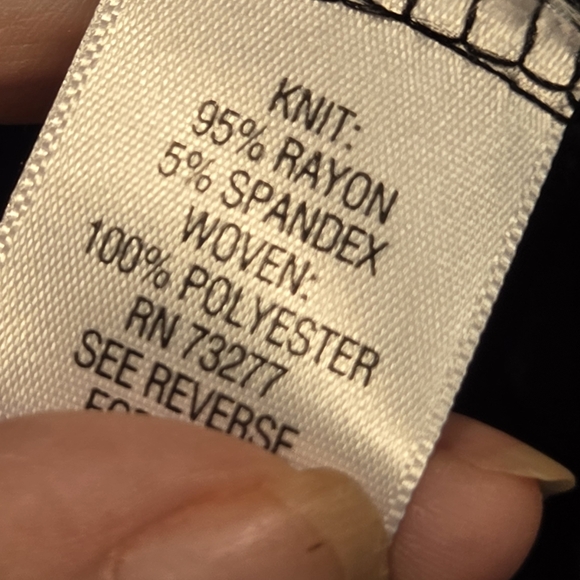 KNIT:
95% RAYON
5% SPANDEX
WOVEN:
100% POLYESTER
RN 73277
SEE REVERSE